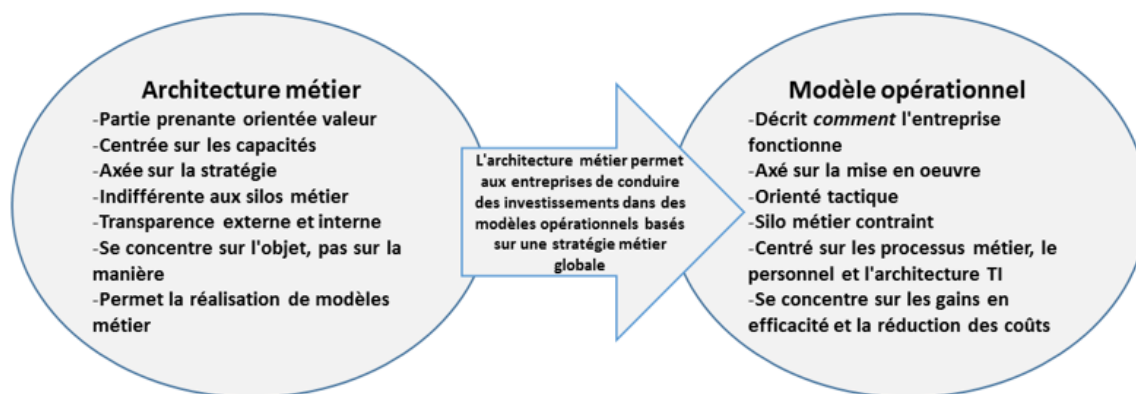 Architecture métier
-Partie prenante orientée valeur
-Centrée sur les capacités
-Axée sur la stratégie
-Indifférente aux silos métier
-Transparence externe et interne
-Se concentre sur l'objet, pas sur la
manière
-Permet la réalisation de modèles
métier
L'architecture métier permet
aux entreprises de conduire
des investissements dans des
modèles opérationnels basés
sur une stratégie métier
globale
Modèle opérationnel
-Décrit comment l'entreprise
fonctionne
-Axé sur la mise en oeuvre
-Orienté tactique
-Silo métier contraint
-Centré sur les processus métier, le
personnel et l'architecture TI
-Se concentre sur les gains en
efficacité et la réduction des coûts